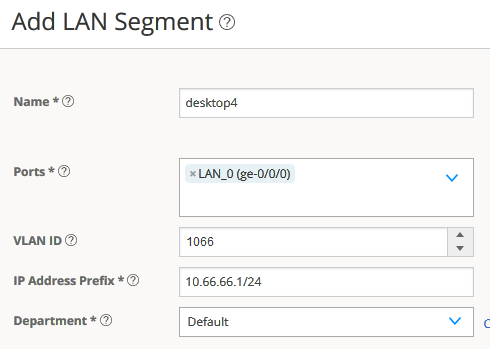 Add LAN Segment ?
Name * ? desktop4
Ports * ? × LAN_0 (ge-0/0/0)
VLAN ID ? 1066
IP Address Prefix * ? 10.66.66.1/24
Department * ? Default